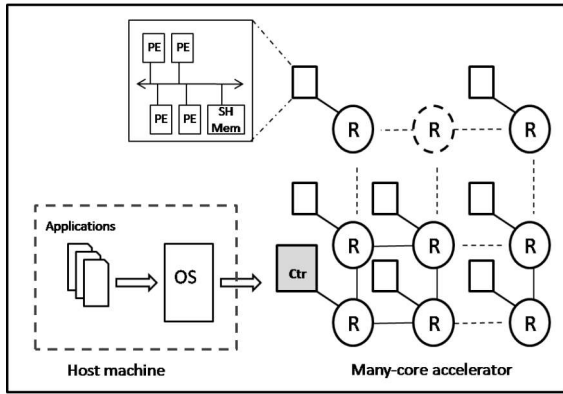 PE
PE
PE
PE
SH
Mem
R
R
R
Applications
OS
Ctr
R
R
R
R
R
R
Host machine
Many-core accelerator